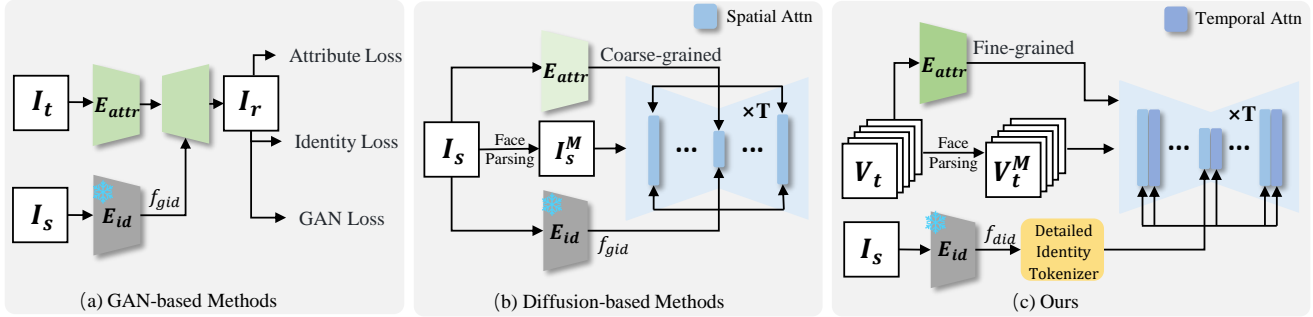 I_t
E_attr
I_r
Attribute Loss
Identity Loss
GAN Loss
I_s
E_id
f_gid
(a) GAN-based Methods
Spatial Attn
Coarse-grained
E_attr
×T
I_s
Face
Parsing
I_s^M
...
...
E_id
f_gid
(b) Diffusion-based Methods
Temporal Attn
Fine-grained
E_attr
×T
V_t
Face
Parsing
V_t^M
...
...
I_s
E_id
f_did
Detailed
Identity
Tokenizer
(c) Ours